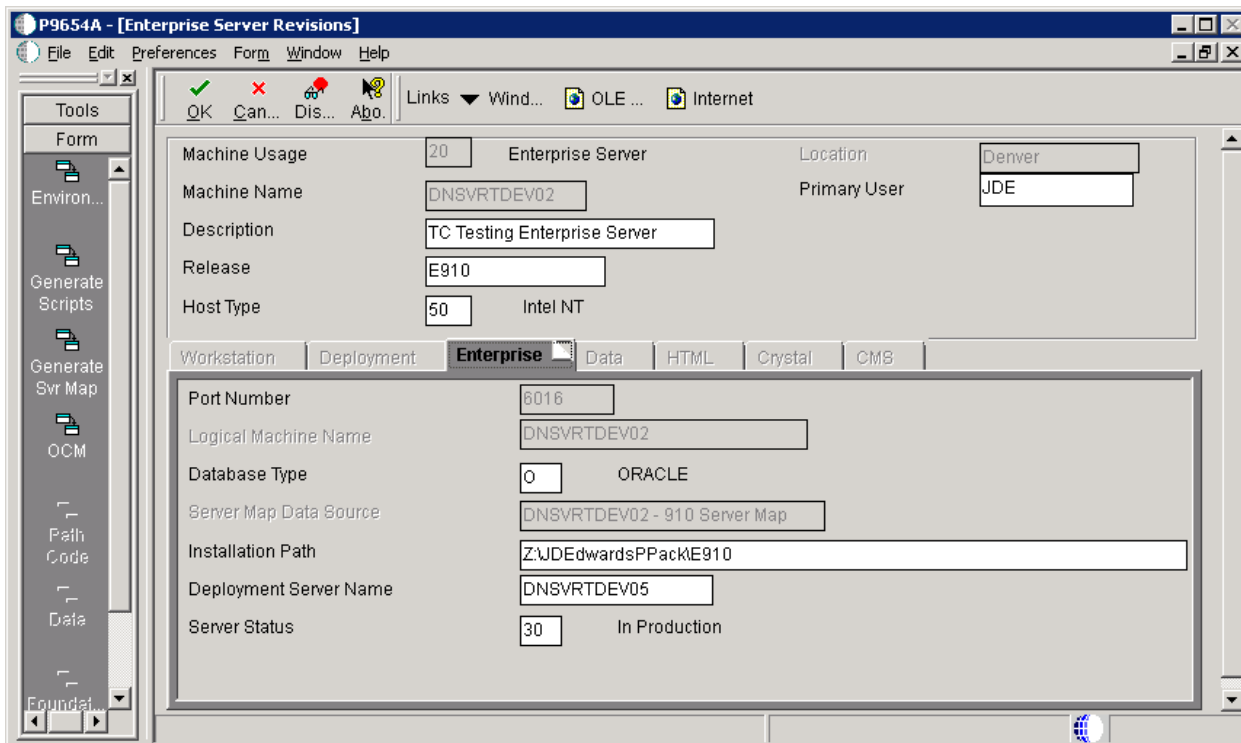 P9654A - [Enterprise Server Revisions]
File Edit Preferences Form Window Help
Tools
Form
Environ...
Generate
Scripts
Generate
Svr Map
OCM
Path
Code
Data
Foundat...
OK Can... Dis... Abo. Links Wind... OLE ... Internet
Machine Usage 20 Enterprise Server Location Denver
Machine Name DNSVRTDEV02 Primary User JDE
Description TC Testing Enterprise Server
Release E910
Host Type 50 Intel NT
Workstation Deployment Enterprise Data HTML Crystal CMS
Port Number 6016
Logical Machine Name DNSVRTDEV02
Database Type O ORACLE
Server Map Data Source DNSVRTDEV02 - 910 Server Map
Installation Path Z:\JDEdwardsPPack\E910
Deployment Server Name DNSVRTDEV05
Server Status 30 In Production